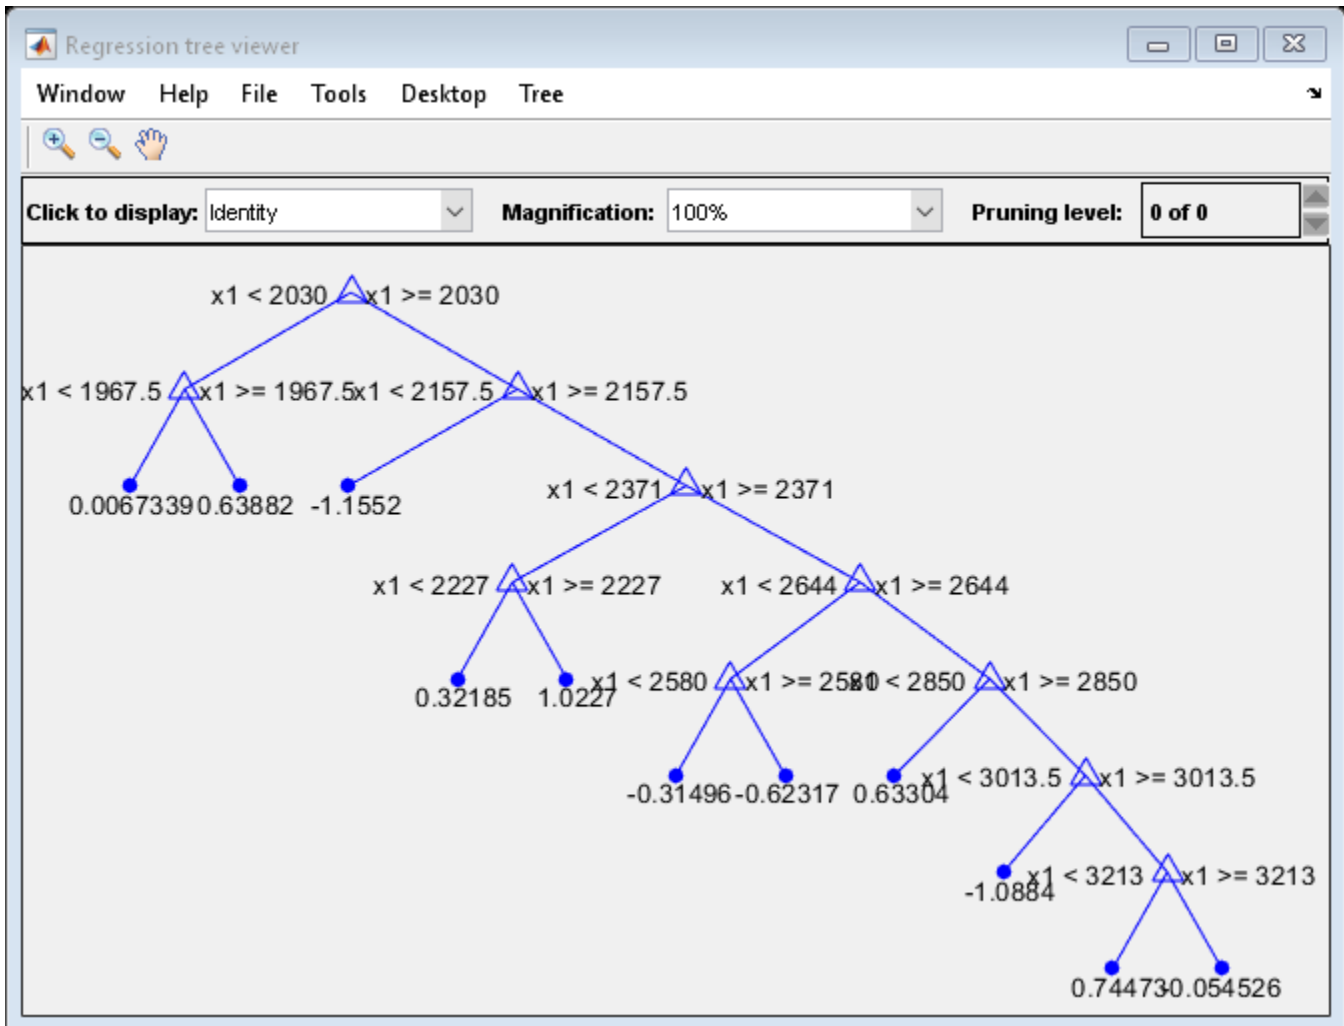 Regression tree viewer
Window Help File Tools Desktop Tree
Click to display: Identity Magnification: 100% Pruning level: 0 of 0
x1 < 2030 x1 >= 2030
x1 < 1967.5 x1 >= 1967.5 x1 < 2157.5 x1 >= 2157.5
0.0067339 0.63882 -1.1552
x1 < 2371 x1 >= 2371
x1 < 2227 x1 >= 2227 x1 < 2644 x1 >= 2644
0.32185 1.0227 x1 < 2580 x1 >= 2580 x1 < 2850 x1 >= 2850
-0.31496 -0.62317 0.63304 x1 < 3013.5 x1 >= 3013.5
-1.0884 x1 < 3213 x1 >= 3213
0.74473 -0.054526